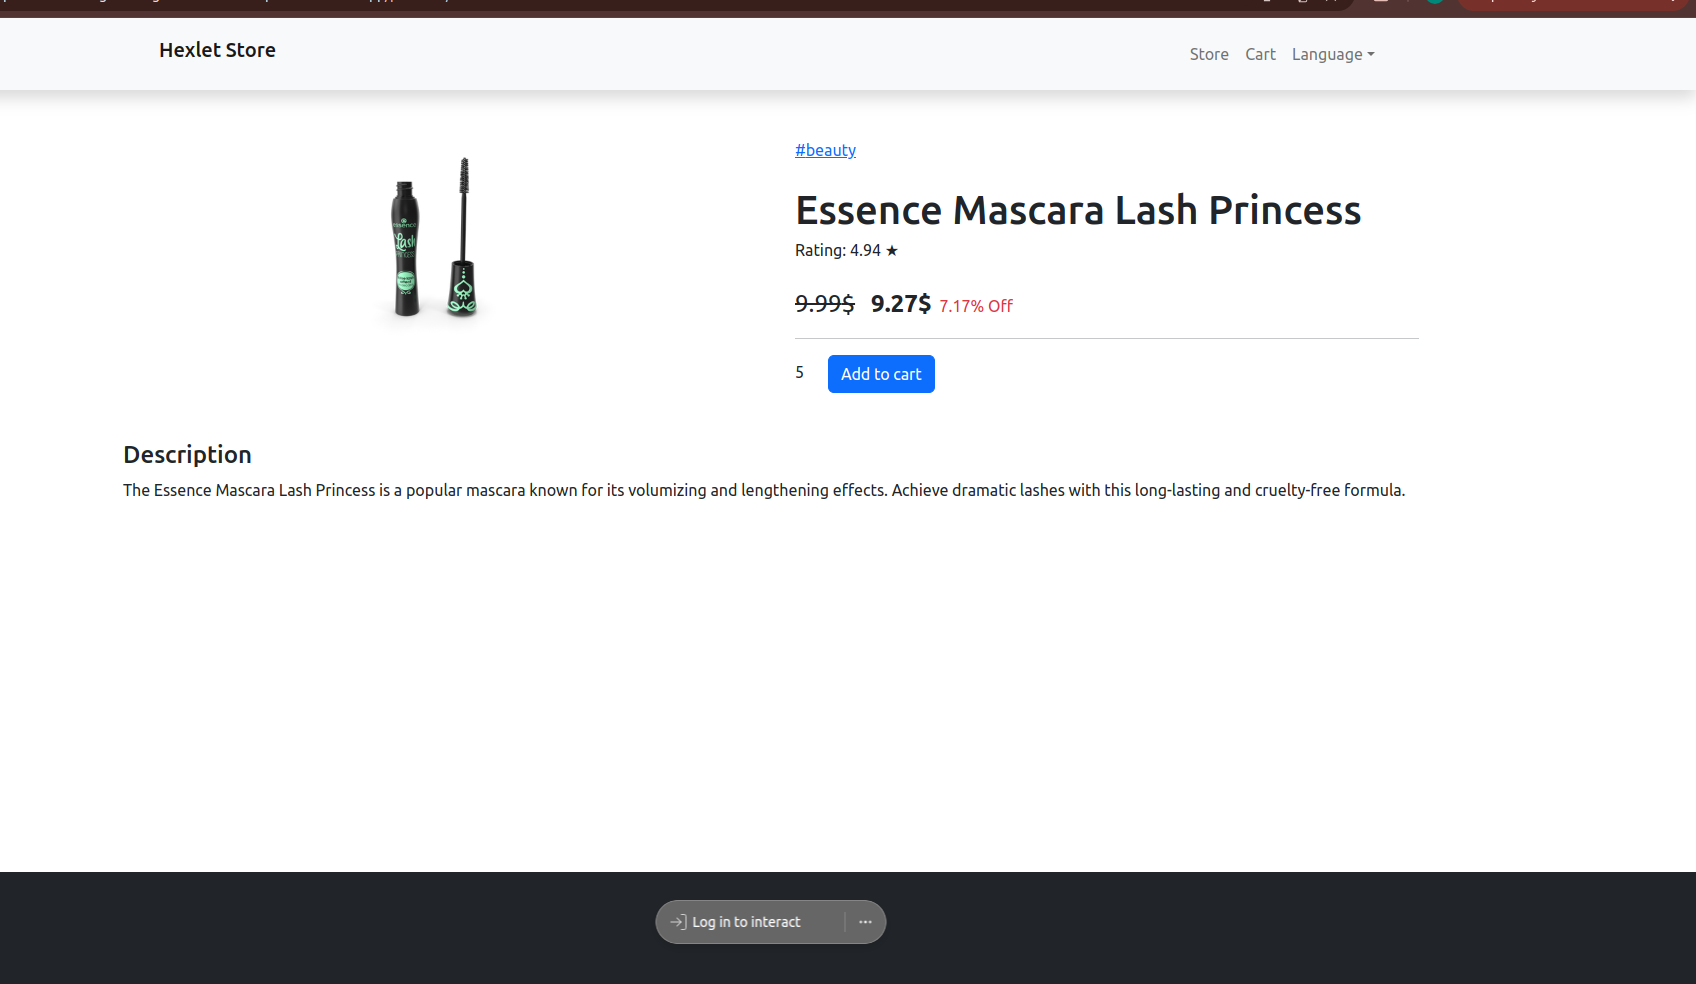 Hexlet Store
Store Cart Language
#beauty
Essence Mascara Lash Princess
Rating: 4.94 ★
9.99$ 9.27$ 7.17% Off
5 Add to cart
essence
Lash
Description
The Essence Mascara Lash Princess is a popular mascara known for its volumizing and lengthening effects. Achieve dramatic lashes with this long-lasting and cruelty-free formula.
Log in to interact